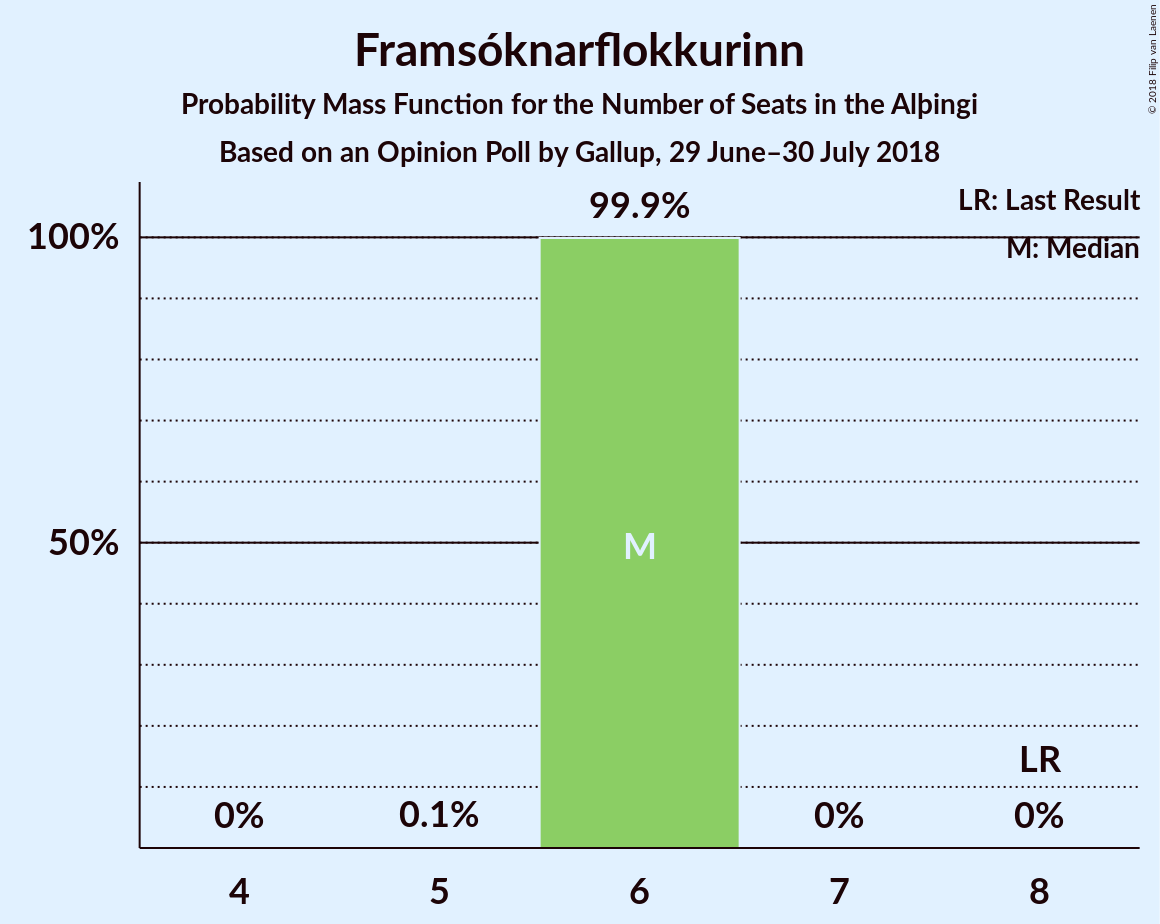 Framsóknarflokkurinn
Probability Mass Function for the Number of Seats in the Alþingi
Based on an Opinion Poll by Gallup, 29 June–30 July 2018
© 2018 Filip van Laenen
LR: Last Result
M: Median
99.9%
100%
50%
M
LR
0%
0.1%
0%
0%
4
5
6
7
8